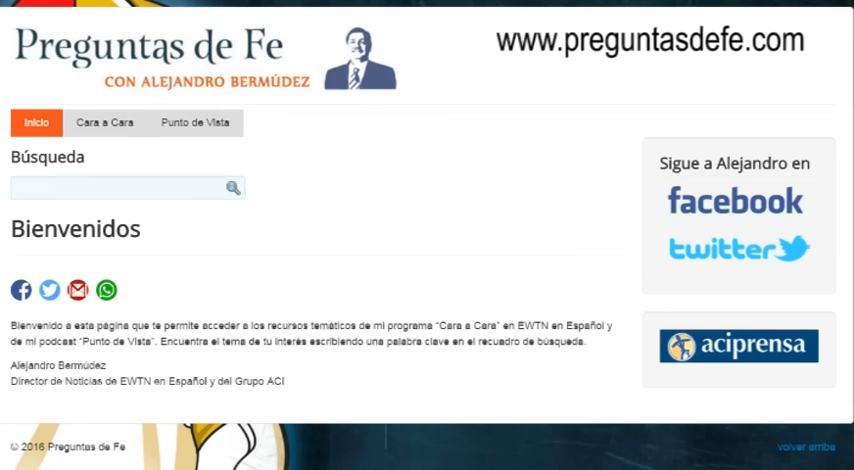 Preguntas de Fe
CON ALEJANDRO BERMÚDEZ
www.preguntasdefe.com
Inicio
Cara a Cara
Punto de Vista
Búsqueda
Bienvenidos
Sigue a Alejandro en
facebook
twitter
aciprensa
Bienvenido a esta página que te permite acceder a los recursos temáticos de mi programa "Cara a Cara" en EWTN en Español y
de mi podcast "Punto de Vista". Encuentra el tema de tu interés escribiendo una palabra clave en el recuadro de búsqueda.
Alejandro Bermúdez
Director de Noticias de EWTN en Español y del Grupo ACI
© 2016 Preguntas de Fe
volver arriba